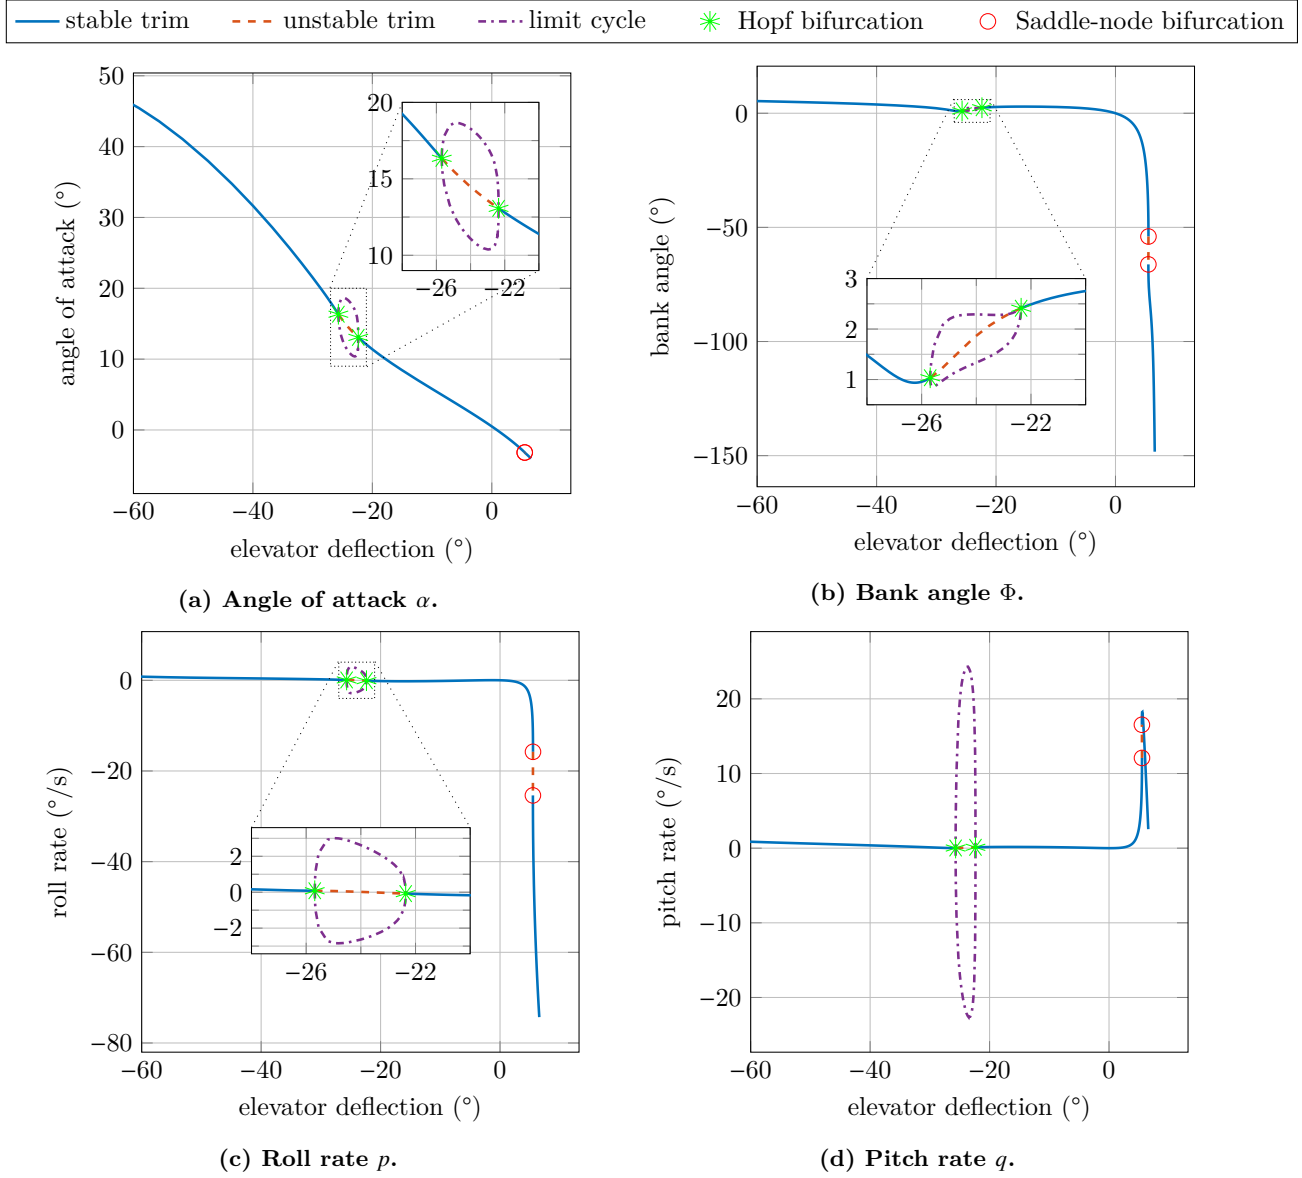 stable trim unstable trim limit cycle Hopf bifurcation Saddle-node bifurcation
50
40
30
20
10
0
−60 −40 −20 0
angle of attack (°)
elevator deflection (°)
20
15
10
−26 −22
(a) Angle of attack α.
0
−50
−100
−150
−60 −40 −20 0
bank angle (°)
elevator deflection (°)
3
2
1
−26 −22
(b) Bank angle Φ.
0
−20
−40
−60
−80
−60 −40 −20 0
roll rate (°/s)
elevator deflection (°)
2
0
−2
−26 −22
(c) Roll rate p.
20
10
0
−10
−20
−60 −40 −20 0
pitch rate (°/s)
elevator deflection (°)
(d) Pitch rate q.